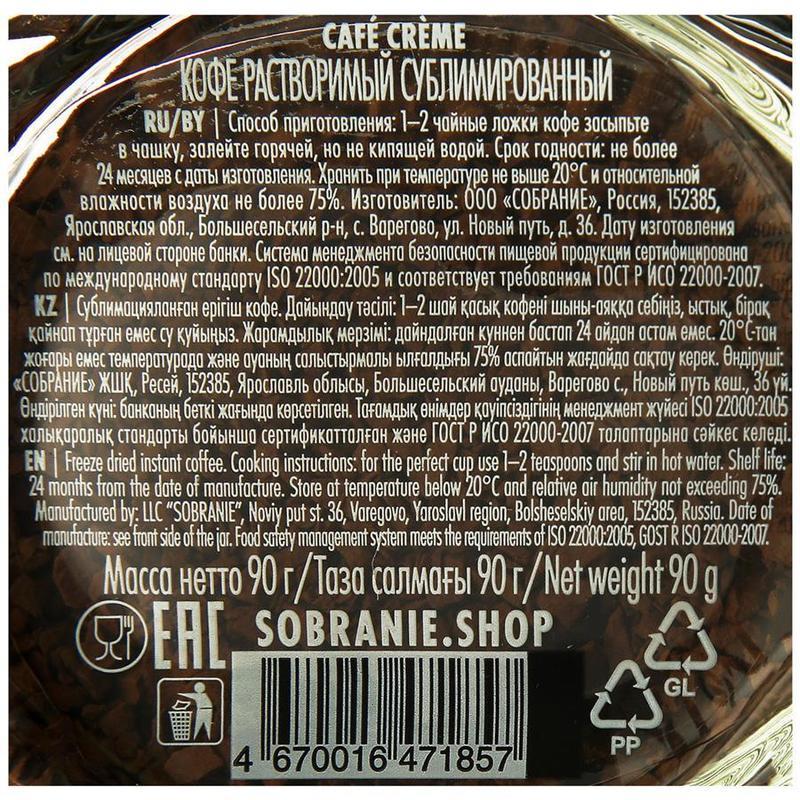 CAFÉ CRÈME
КОФЕ РАСТВОРИМЫЙ СУБЛИМИРОВАННЫЙ
RU/BY | Способ приготовления: 1–2 чайные ложки кофе засыпьте
в чашку, залейте горячей, но не кипящей водой. Срок годности: не более
24 месяцев с даты изготовления. Хранить при температуре не выше 20°С и относительной
влажности воздуха не более 75%. Изготовитель: ООО «СОБРАНИЕ», Россия, 152385,
Ярославская обл., Большесельский р-н, с. Варегово, ул. Новый путь, д. 36. Дату изготовления
см. на лицевой стороне банки. Система менеджмента безопасности пищевой продукции сертифицирована
по международному стандарту ISO 22000:2005 и соответствует требованиям ГОСТ Р ИСО 22000-2007.
KZ | Сублимацияланған ерігіш кофе. Дайындау тәсілі: 1–2 шай қасық кофені шыны-аяққа себіңіз, ыстық, бірақ
қайнап тұрған емес су құйыңыз. Жарамдылық мерзімі: дайндалған куннен бастап 24 айдан астам емес. 20°С-тан
жоғары емес температурада және ауаның салыстырмалы ылғалдығы 75% аспайтын жағдайда сақтау керек. Өндіруші:
«СОБРАНИЕ» ЖШҚ, Ресей, 152385, Ярославль облысы, Большесельский ауданы, Варегово с., Новый путь көш., 36 үй.
Өндірілген күні: банканың беткі жағында көрсетілген. Тағамдық өнімдер қауіпсіздігінің менеджмент жүйесі ISO 22000:2005
халықаралық стандарты бойынша сертификатталған және ГОСТ Р ИСО 22000-2007 талаптарына сәйкес келеді.
EN | Freeze dried instant coffee. Cooking instructions: for the perfect cup use 1–2 teaspoons and stir in hot water. Shelf life:
24 months from the date of manufacture. Store at temperature below 20°C and relative air humidity not exceeding 75%.
Manufactured by: LLC "SOBRANIE", Noviy put st. 36, Varegovo, Yaroslavl region, Bolsheselskiy area, 152385, Russia. Date of
manufacture: see front side of the jar. Food safety management system meets the requirements of ISO 22000:2005, GOST R ISO 22000-2007.
Масса нетто 90 г/Таза салмағы 90 г/Net weight 90 g
EAC SOBRANIE.SHOP
GL
PP
4 670016 471857